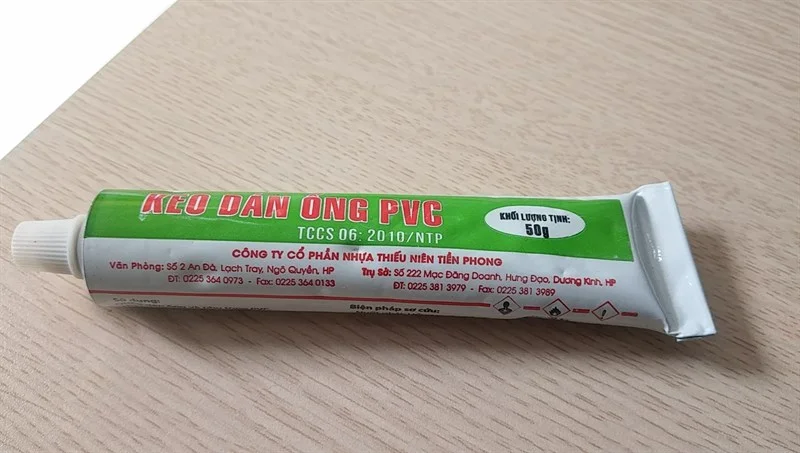 KEO DÁN ỐNG PVC
TCCS 06: 2010/NTP
KHỐI LƯỢNG TỊNH:
50g
CÔNG TY CỔ PHẦN NHỰA THIẾU NIÊN TIỀN PHONG
Văn Phòng: Số 2 An Đà, Lạch Tray, Ngô Quyền, HP
ĐT: 0225 364 0973 - Fax: 0225 364 0133
Trụ Sở: Số 222 Mạc Đăng Doanh, Hưng Đạo, Dương Kinh, HP
ĐT: 0225 381 3979 - Fax: 0225 381 3989
Sử dụng:
Biện pháp sơ cứu: